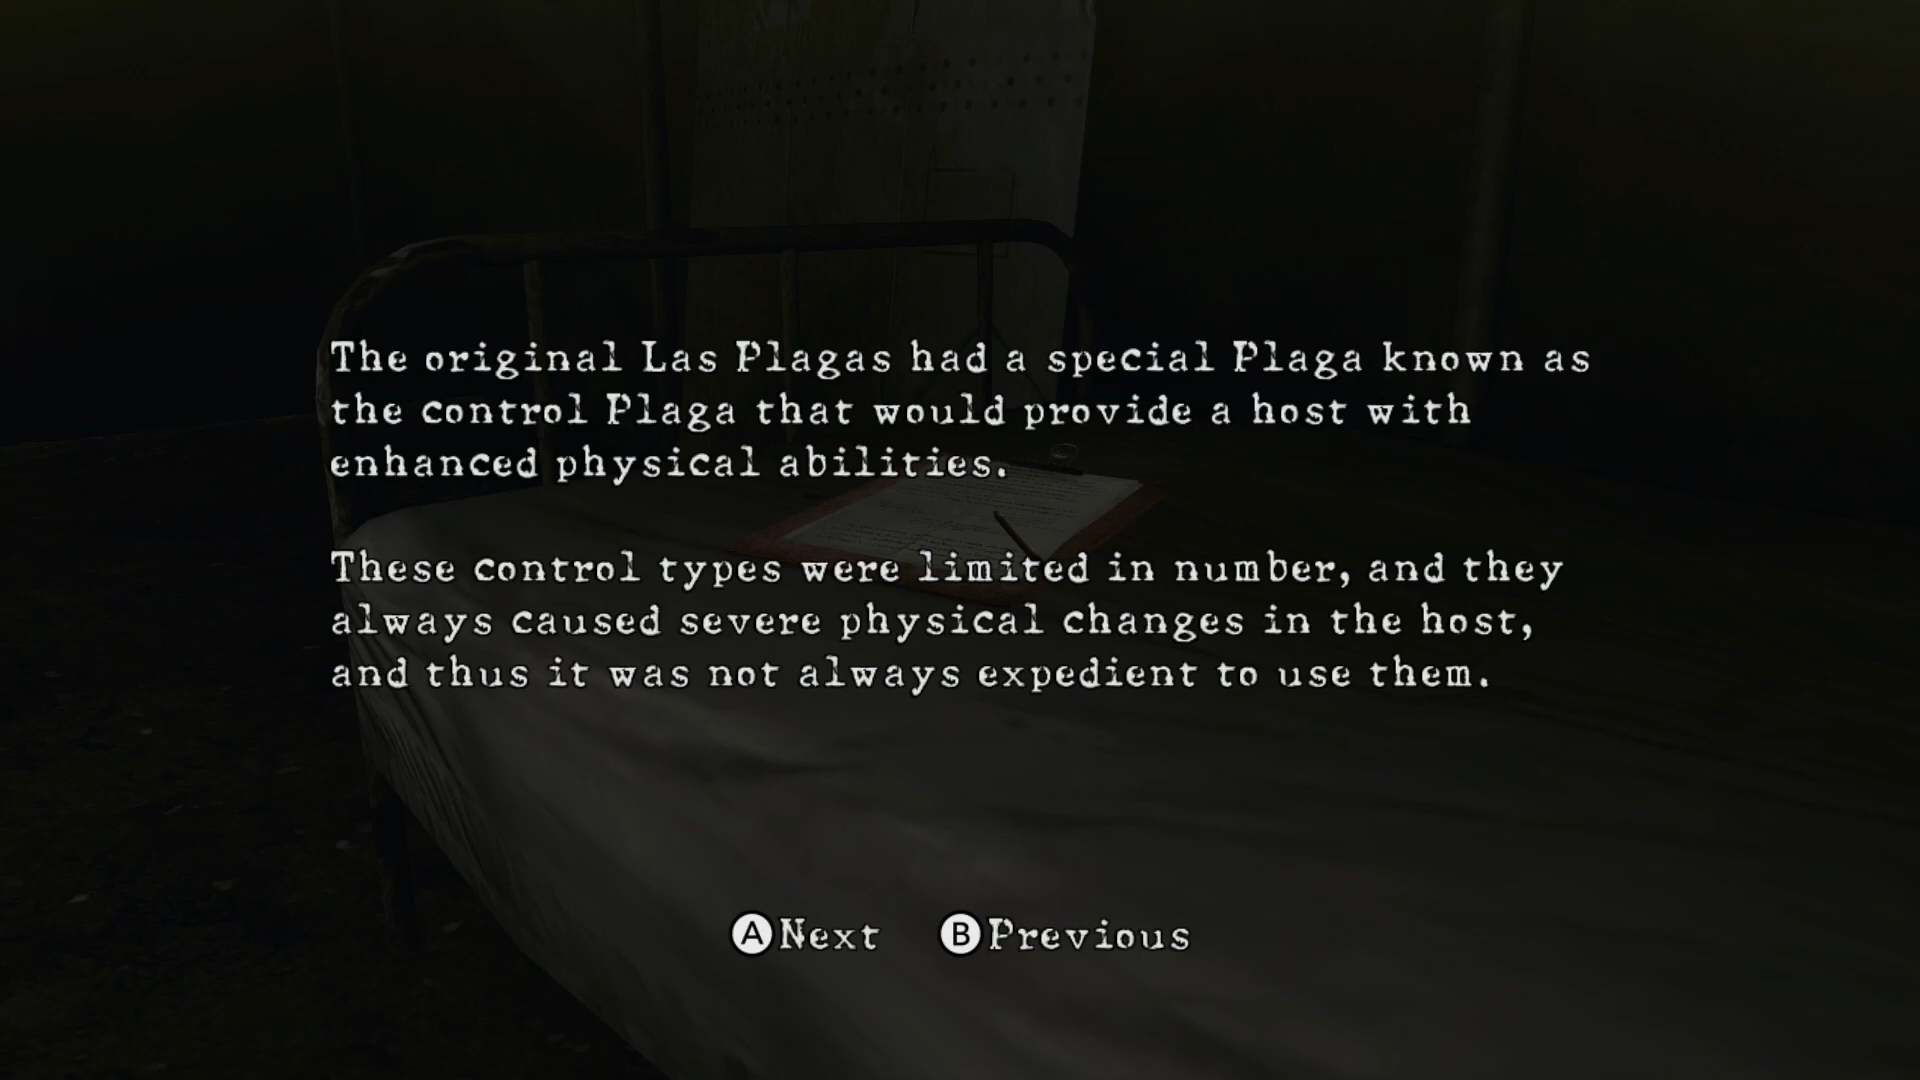 The original Las Plagas had a special Plaga known as
the control Plaga that would provide a host with
enhanced physical abilities.
These control types were limited in number, and they
always caused severe physical changes in the host,
and thus it was not always expedient to use them.
A Next B Previous